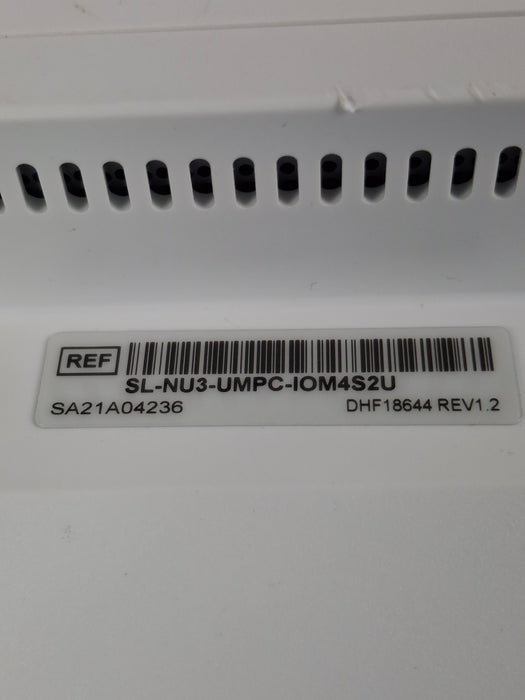 REF
SL-NU3-UMPC-IOM4S2U
SA21A04236 DHF18644 REV1.2